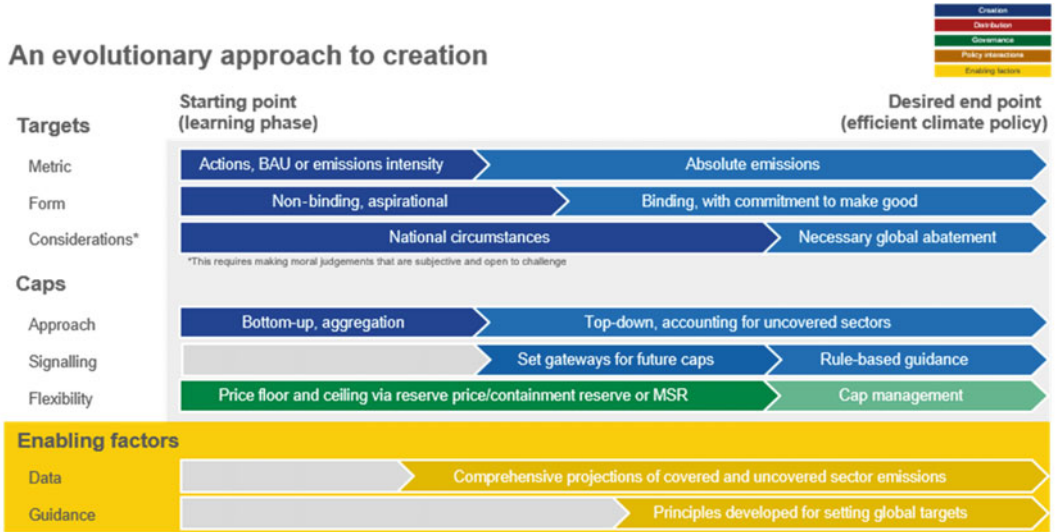 Creation
Distribution
Governance
Policy interactions
Enabling factors
An evolutionary approach to creation
Starting point
(learning phase)
Desired end point
(efficient climate policy)
Targets
Metric
Actions, BAU or emissions intensity
Absolute emissions
Form
Non-binding, aspirational
Binding, with commitment to make good
Considerations*
National circumstances
Necessary global abatement
*This requires making moral judgements that are subjective and open to challenge
Caps
Approach
Bottom-up, aggregation
Top-down, accounting for uncovered sectors
Signalling
Set gateways for future caps
Rule-based guidance
Flexibility
Price floor and ceiling via reserve price/containment reserve or MSR
Cap management
Enabling factors
Data
Comprehensive projections of covered and uncovered sector emissions
Guidance
Principles developed for setting global targets